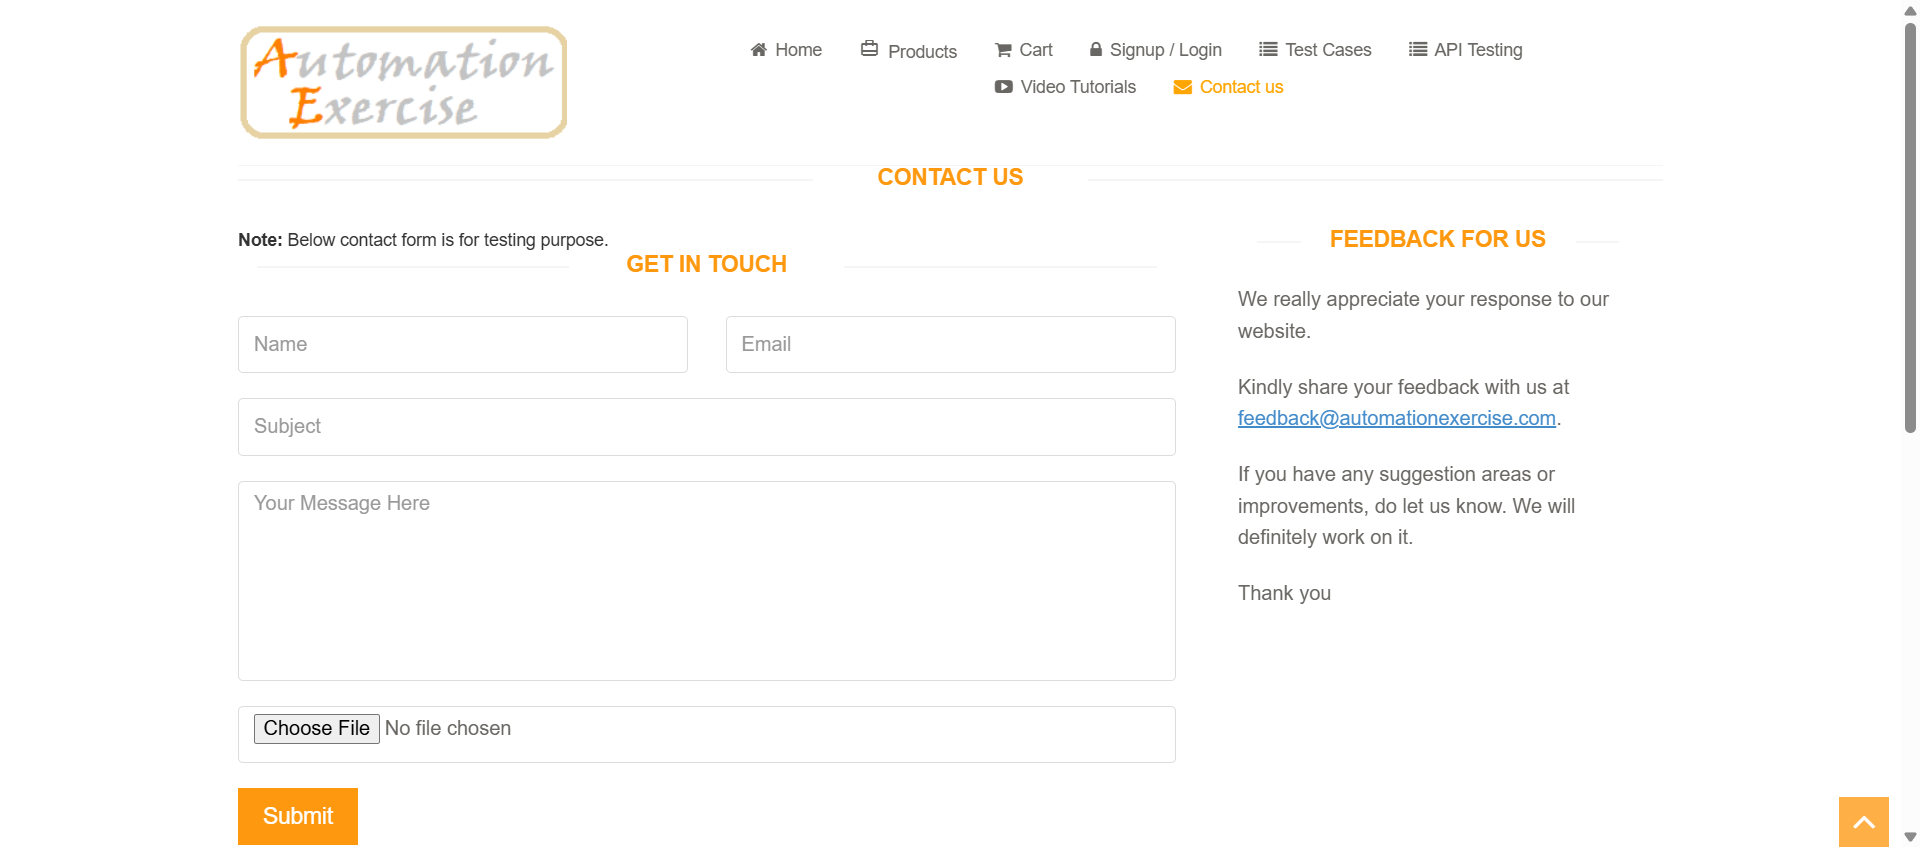 Automation
Exercise
Home
Products
Cart
Signup / Login
Test Cases
API Testing
Video Tutorials
Contact us
CONTACT US
Note: Below contact form is for testing purpose.
GET IN TOUCH
Name
Email
Subject
Your Message Here
Choose File No file chosen
Submit
FEEDBACK FOR US
We really appreciate your response to our
website.
Kindly share your feedback with us at
feedback@automationexercise.com.
If you have any suggestion areas or
improvements, do let us know. We will
definitely work on it.
Thank you